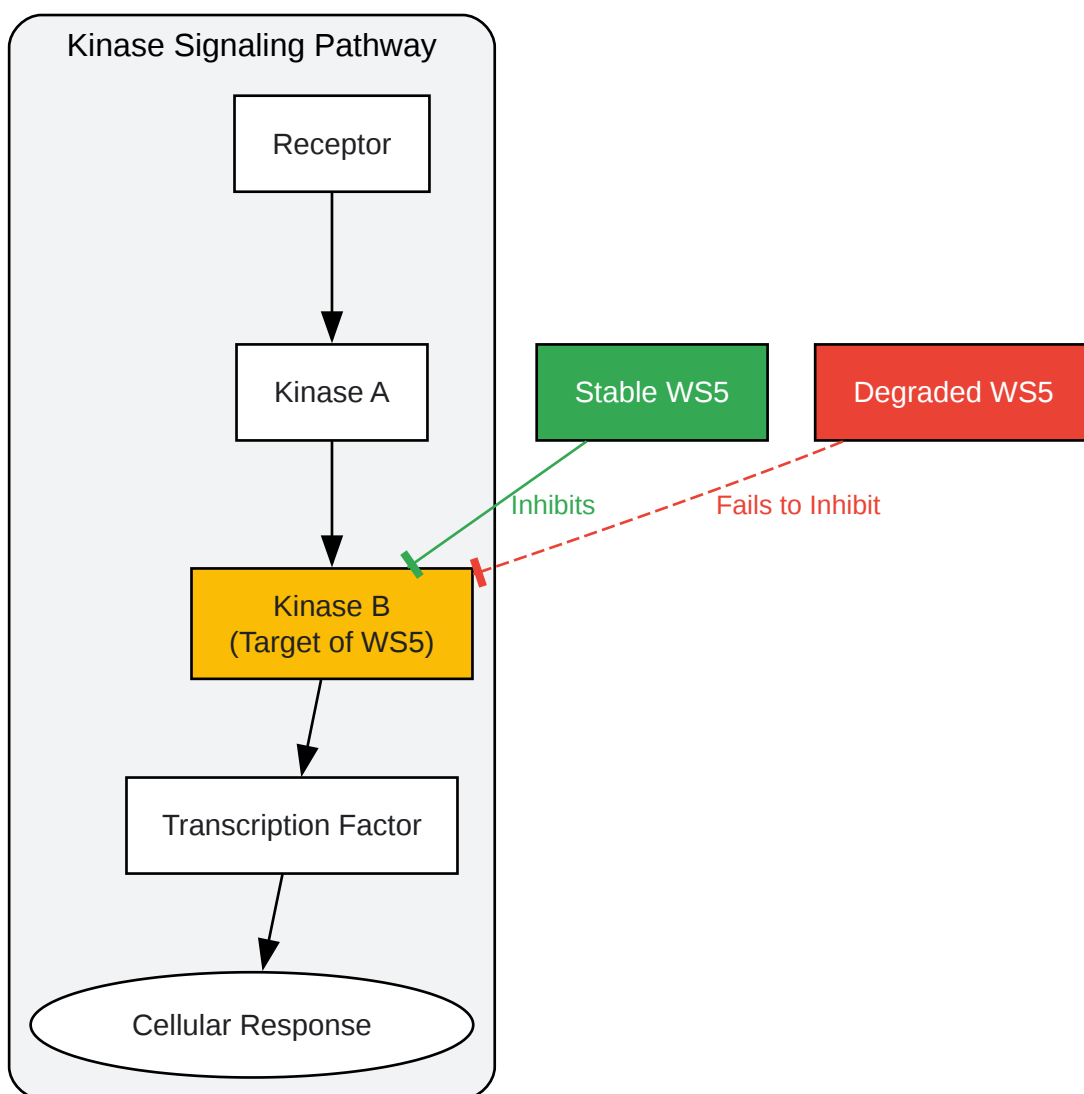 Kinase Signaling Pathway
Receptor
Kinase A
Stable WS5
Degraded WS5
Inhibits
Fails to Inhibit
Kinase B
(Target of WS5)
Transcription Factor
Cellular Response